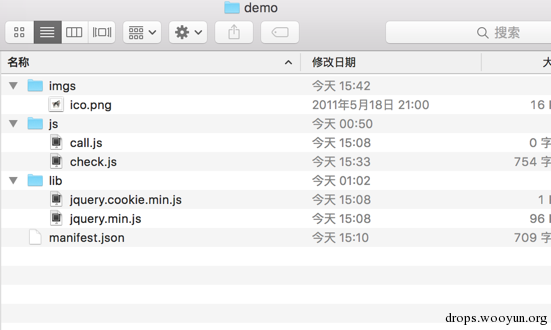 demo
搜索
名称 修改日期 大
imgs 今天 15:42
ico.png 2011年5月18日 21:00 16
js 今天 00:50
call.js 今天 15:08 0 字
check.js 今天 15:33 754 字
lib 今天 01:02
jquery.cookie.min.js 今天 15:08 1
jquery.min.js 今天 15:08 96
manifest.json 今天 15:10 709 字
drops.wooyun.org